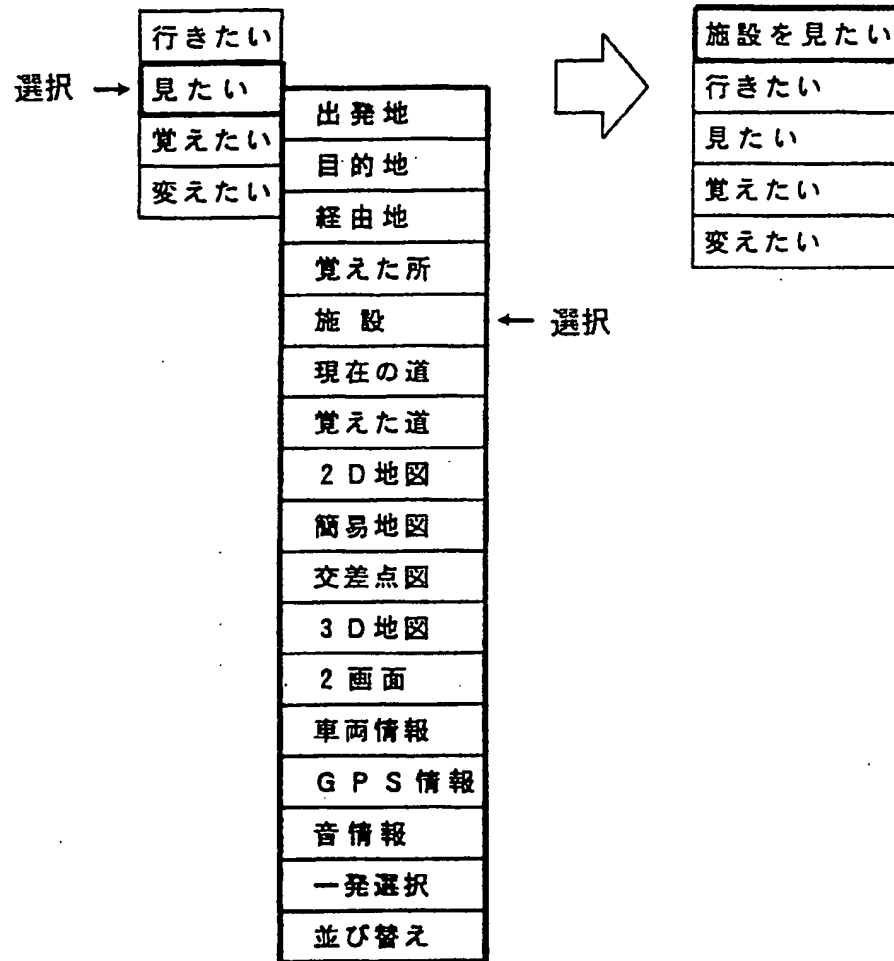 行きたい
選択 → 見たい
覚えたい
変えたい
出発地
目的地
経由地
覚えた所
施設
← 選択
現在の道
覚えた道
2D地図
簡易地図
交差点図
3D地図
2画面
車両情報
GPS情報
音情報
一発選択
並び替え
施設を見たい
行きたい
見たい
覚えたい
変えたい